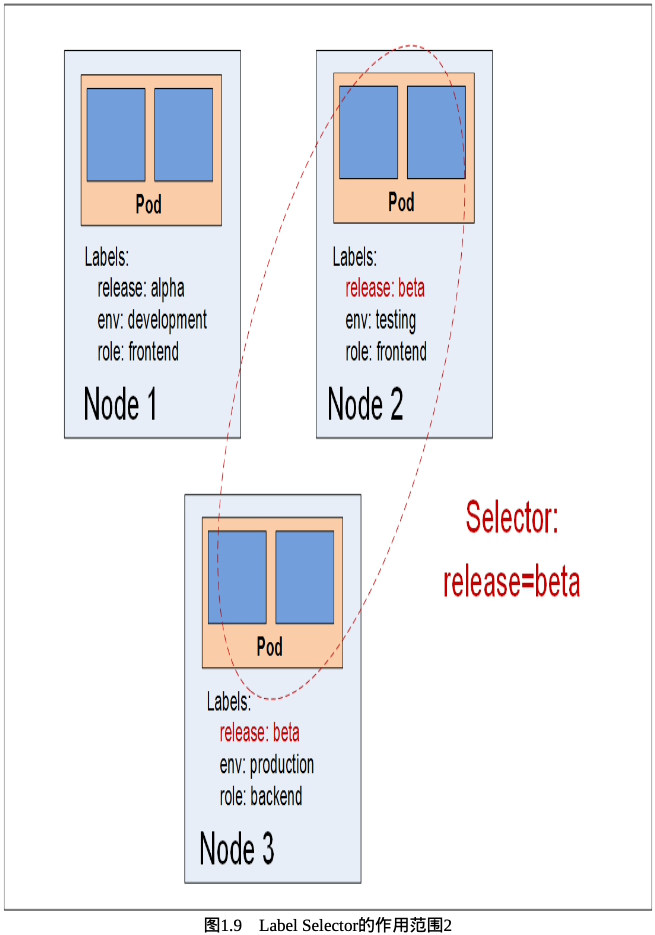 Pod
Labels:
release: alpha
env: development
role: frontend
Node 1
Pod
Labels:
release: beta
env: testing
role: frontend
Node 2
Selector:
release=beta
Pod
Labels:
release: beta
env: production
role: backend
Node 3
图1.9 Label Selector的作用范围2